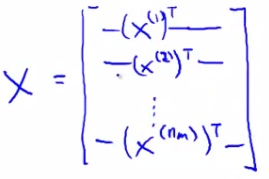 —(x^{(1)})^T—
—(x^{(2)})^T—
X =
⋮
—(x^{(n_m)})^T—